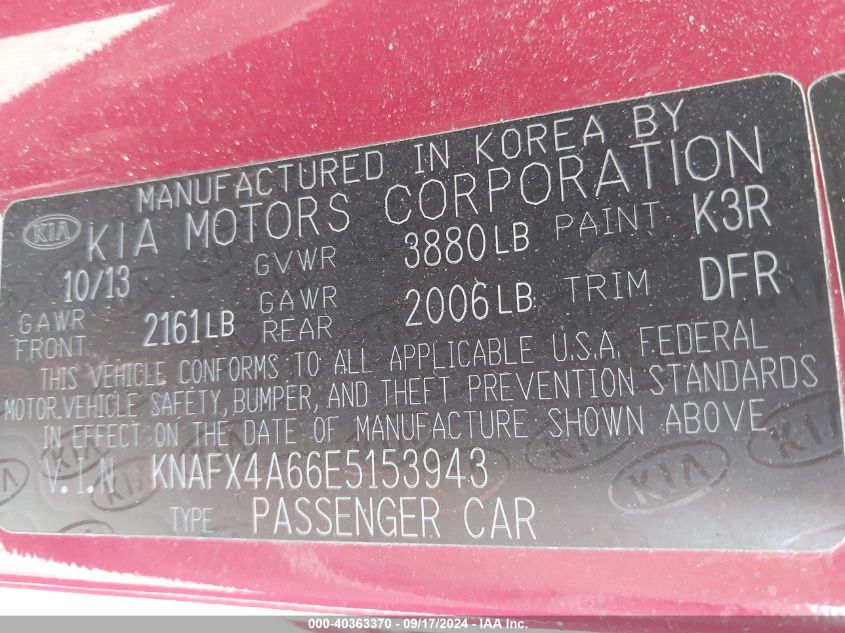 MANUFACTURED IN KOREA BY
KIA KIA MOTORS CORPORATION
10/13 GVWR 3880LB PAINT K3R
GAWR FRONT 2161LB GAWR REAR 2006LB TRIM DFR
THIS VEHICLE CONFORMS TO ALL APPLICABLE U.S.A. FEDERAL
MOTOR VEHICLE SAFETY, BUMPER, AND THEFT PREVENTION STANDARDS
IN EFFECT ON THE DATE OF MANUFACTURE SHOWN ABOVE
V.I.N KNAFX4A66E5153943
TYPE PASSENGER CAR
000-40363370 - 09/17/2024 - IAA Inc.